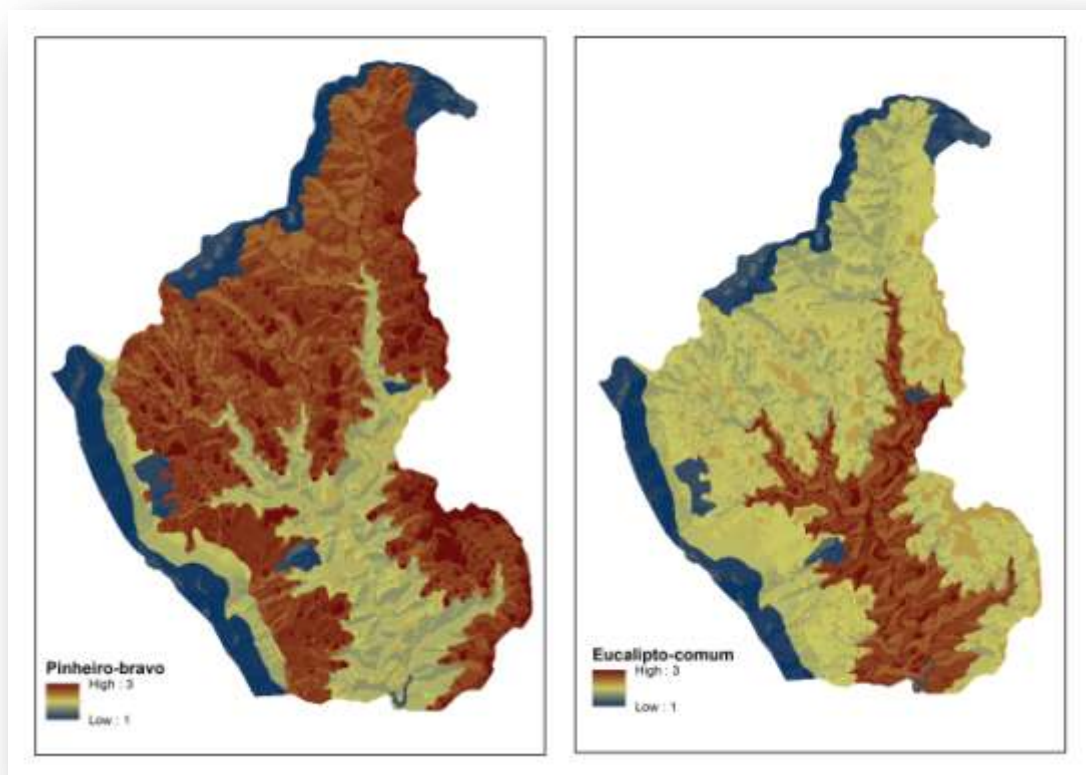 Pinheiro-bravo
High : 3
Low : 1
Eucalipto-comum
High : 3
Low : 1